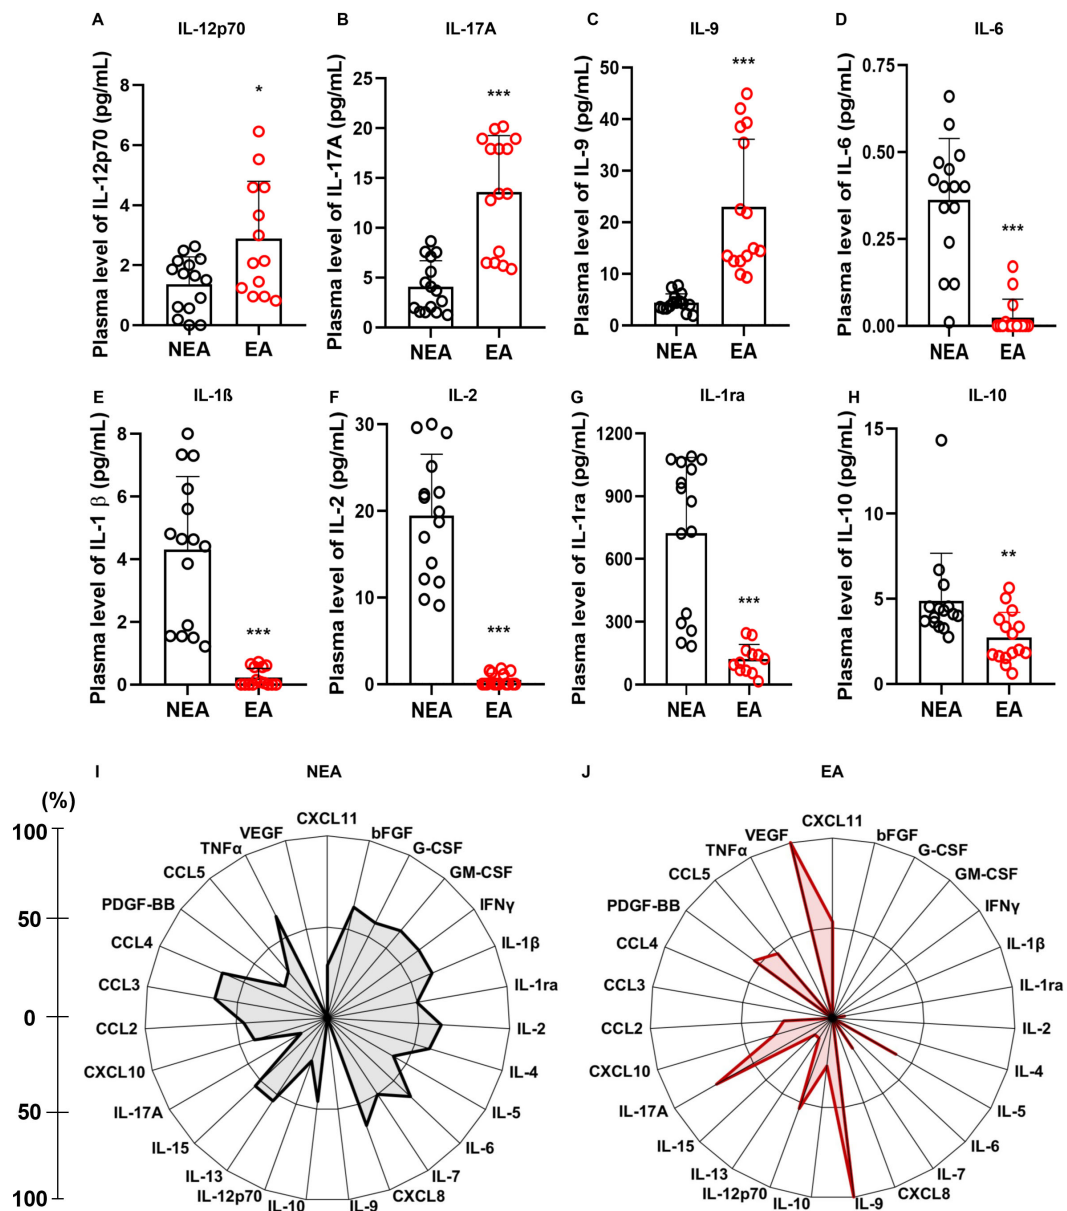 A
IL-12p70
Plasma level of IL-12p70 (pg/mL)
8
6
4
2
0
*
NEA
EA
B
IL-17A
Plasma level of IL-17A (pg/mL)
25
20
15
10
5
0
***
NEA
EA
C
IL-9
Plasma level of IL-9 (pg/mL)
50
40
30
20
10
0
***
NEA
EA
D
IL-6
Plasma level of IL-6 (pg/mL)
0.75
0.50
0.25
0.00
***
NEA
EA
E
IL-1ß
Plasma level of IL-1 β (pg/mL)
8
6
4
2
0
***
NEA
EA
F
IL-2
Plasma level of IL-2 (pg/mL)
30
20
10
0
***
NEA
EA
G
IL-1ra
Plasma level of IL-1ra (pg/mL)
1200
900
600
300
0
***
NEA
EA
H
IL-10
Plasma level of IL-10 (pg/mL)
15
10
5
0
**
NEA
EA
I
NEA
(%)
100
50
0
50
100
CXCL11
bFGF
G-CSF
GM-CSF
IFNγ
IL-1β
IL-1ra
IL-2
IL-4
IL-5
IL-6
IL-7
CXCL8
IL-9
IL-10
IL-12p70
IL-13
IL-15
IL-17A
CXCL10
CCL2
CCL3
CCL4
PDGF-BB
CCL5
TNFα
VEGF
J
EA
CXCL11
bFGF
G-CSF
GM-CSF
IFNγ
IL-1β
IL-1ra
IL-2
IL-4
IL-5
IL-6
IL-7
CXCL8
IL-9
IL-10
IL-12p70
IL-13
IL-15
IL-17A
CXCL10
CCL2
CCL3
CCL4
PDGF-BB
CCL5
TNFα
VEGF